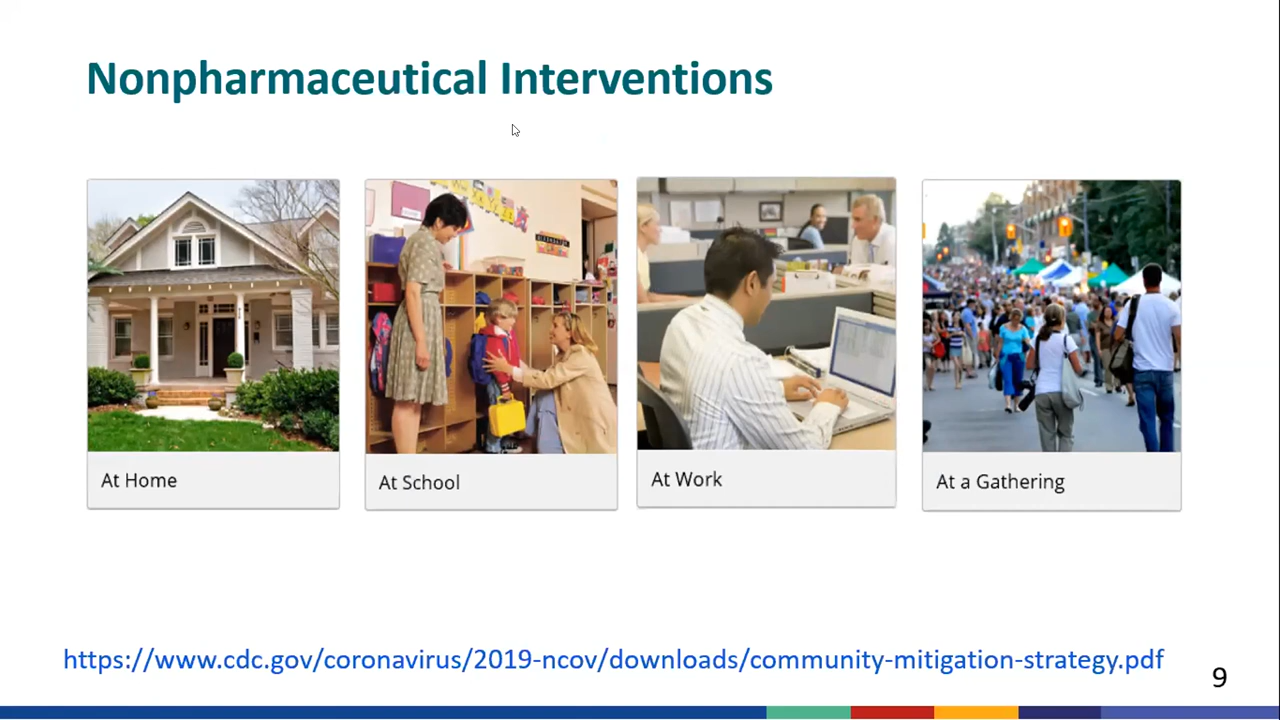 Nonpharmaceutical Interventions
At Home
At School
At Work
At a Gathering
https://www.cdc.gov/coronavirus/2019-ncov/downloads/community-mitigation-strategy.pdf
9